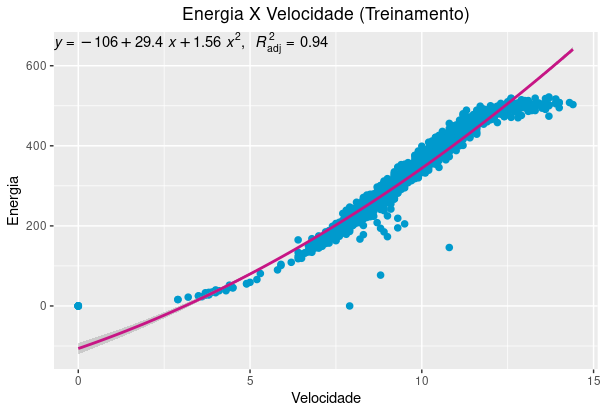 Energia X Velocidade (Treinamento)
y = −106 + 29.4 x + 1.56 x², R²adj = 0.94
600
400
200
0
Energia
0 5 10 15
Velocidade